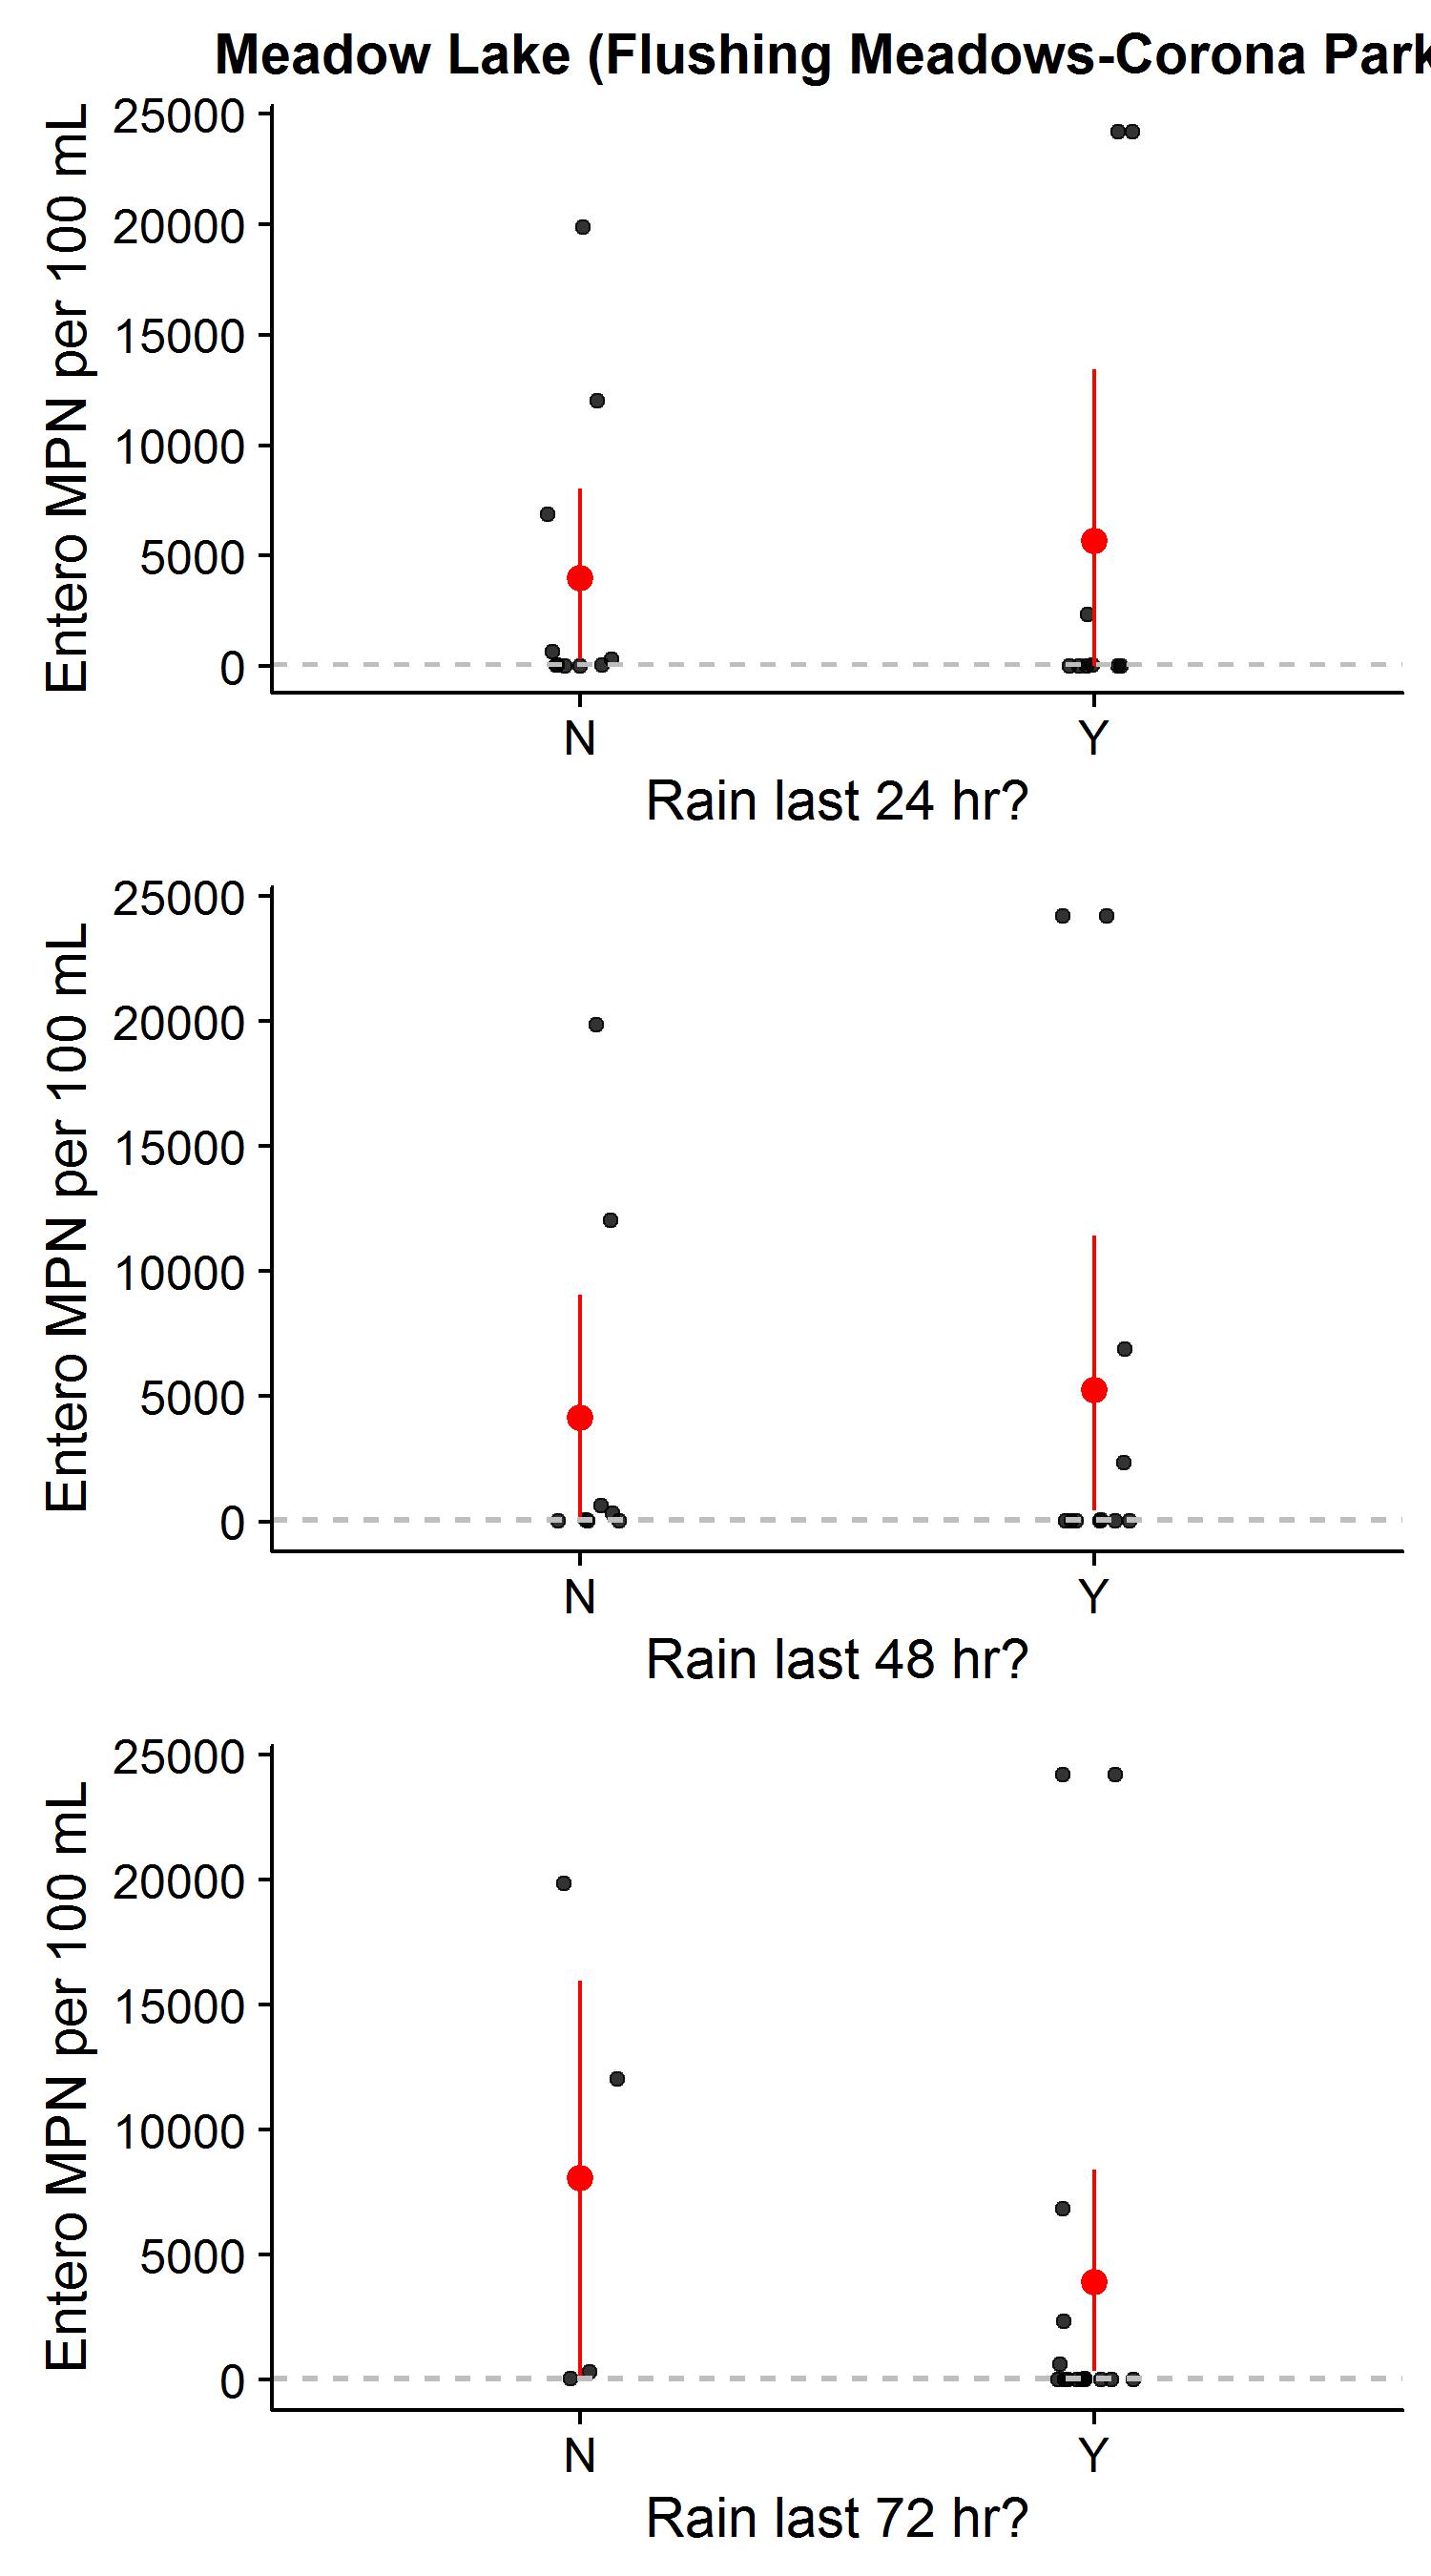 Meadow Lake (Flushing Meadows-Corona Park
Entero MPN per 100 mL
25000
20000
15000
10000
5000
0
N Y
Rain last 24 hr?
Entero MPN per 100 mL
25000
20000
15000
10000
5000
0
N Y
Rain last 48 hr?
Entero MPN per 100 mL
25000
20000
15000
10000
5000
0
N Y
Rain last 72 hr?